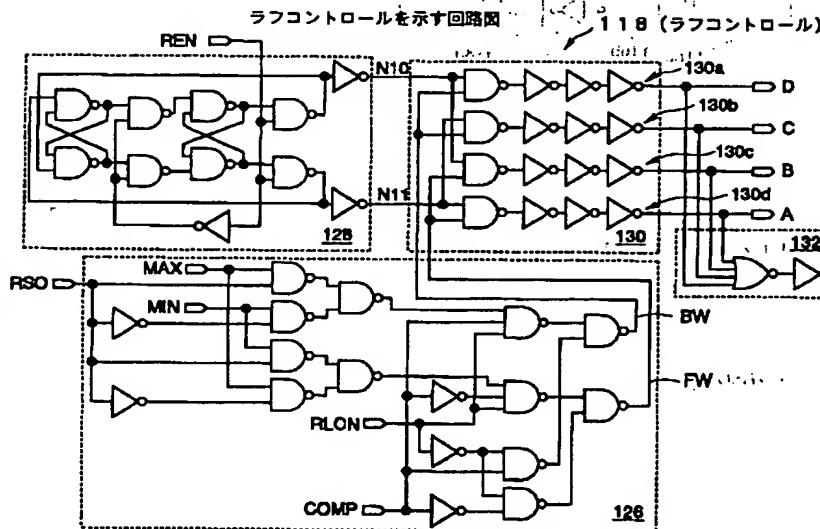 ラフコントロールを示す回路図
118 (ラフコントロール)
REN
N10
130a
D
130b
C
130c
B
N11
130d
A
128
130
132
MAX
RSO
MIN
BW
FW
RLON
COMP
126